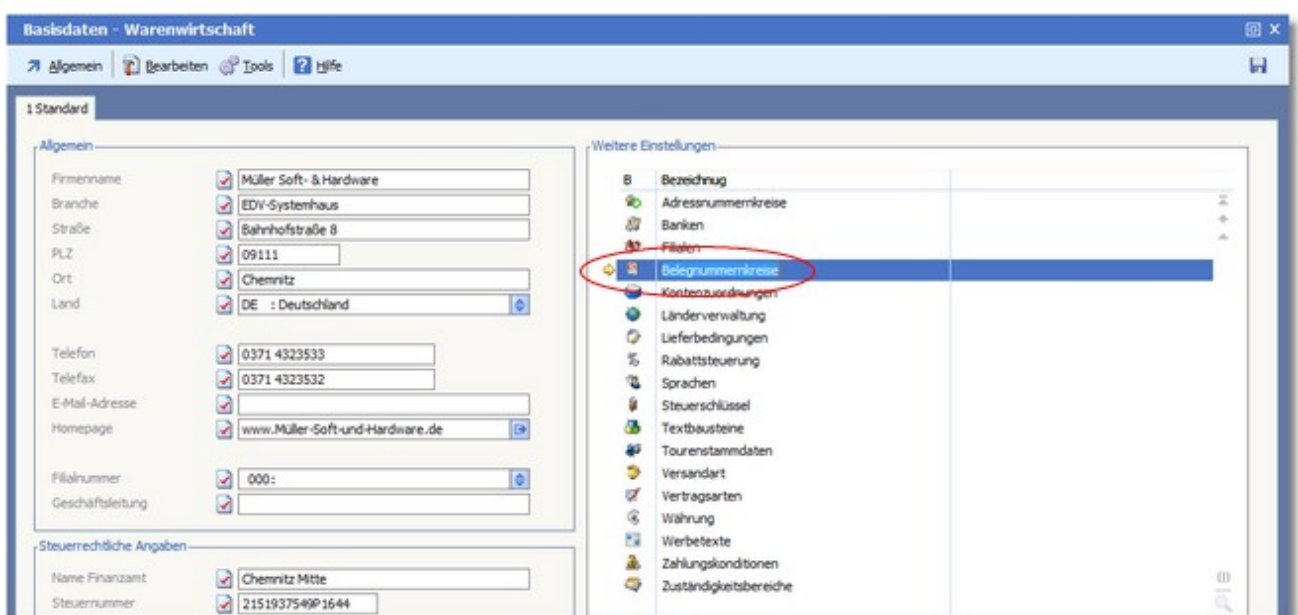 Basisdaten - Warenwirtschaft
Allgemein Bearbeiten Tools Hilfe
1 Standard
Allgemein
Firmenname Müller Soft- & Hardware
Branche EDV-Systemhaus
Straße Bahnhofstraße 8
PLZ 09111
Ort Chemnitz
Land DE : Deutschland
Telefon 0371 4323533
Telefax 0371 4323532
E-Mail-Adresse
Homepage www.Müller-Soft-und-Hardware.de
Filialnummer 000:
Geschäftsleitung
Steuerrechtliche Angaben
Name Finanzamt Chemnitz Mitte
Steuernummer 2151937549P1644
Weitere Einstellungen
B Bezeichnug
Adressnummernkreise
Banken
Filialen
Belegnummernkreise
Kontenzuordnungen
Länderverwaltung
Lieferbedingungen
Rabattsteuerung
Sprachen
Steuerschlüssel
Textbausteine
Tourenstammdaten
Versandart
Vertragsarten
Währung
Werbetexte
Zahlungskonditionen
Zuständigkeitsbereiche